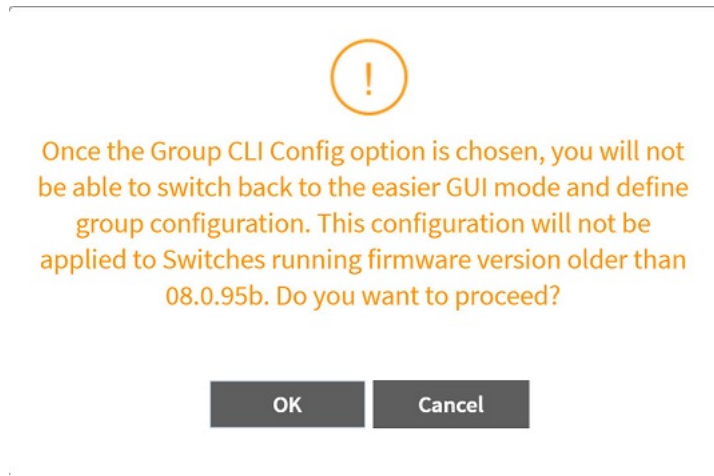 !
Once the Group CLI Config option is chosen, you will not
be able to switch back to the easier GUI mode and define
group configuration. This configuration will not be
applied to Switches running firmware version older than
08.0.95b. Do you want to proceed?
OK Cancel